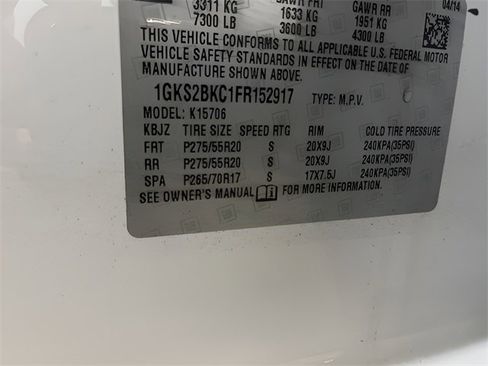 3311 KG GAWR FRT GAWR RR 04/14
7300 LB 1633 KG 1951 KG
3600 LB 4300 LB
THIS VEHICLE CONFORMS TO ALL APPLICABLE U.S. FEDERAL MOTOR
VEHICLE SAFETY STANDARDS IN EFFECT ON THE DATE OF
MANUFACTURE SHOWN ABOVE.
1GKS2BKC1FR152917 TYPE: M.P.V.
MODEL: K15706
KBJZ TIRE SIZE SPEED RTG RIM COLD TIRE PRESSURE
FRT P275/55R20 S 20X9J 240KPA(35PSI)
RR P275/55R20 S 20X9J 240KPA(35PSI)
SPA P265/70R17 S 17X7.5J 240KPA(35PSI)
SEE OWNER'S MANUAL FOR MORE INFORMATION.